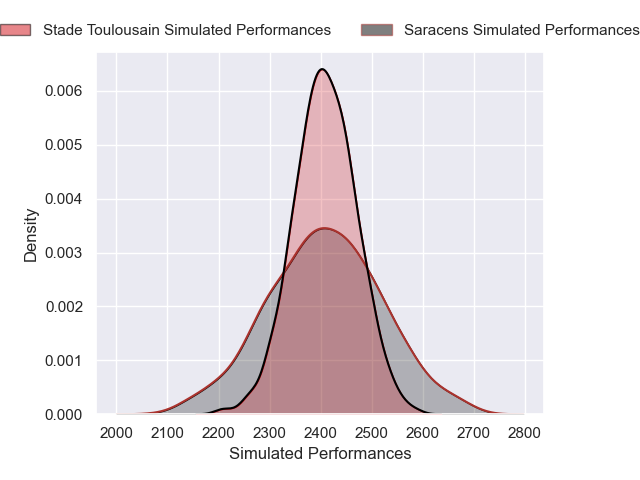 Stade Toulousain Simulated Performances Saracens Simulated Performances
0.006
0.005
0.004
0.003
0.002
0.001
0.000
Density
2000 2100 2200 2300 2400 2500 2600 2700 2800
Simulated Performances